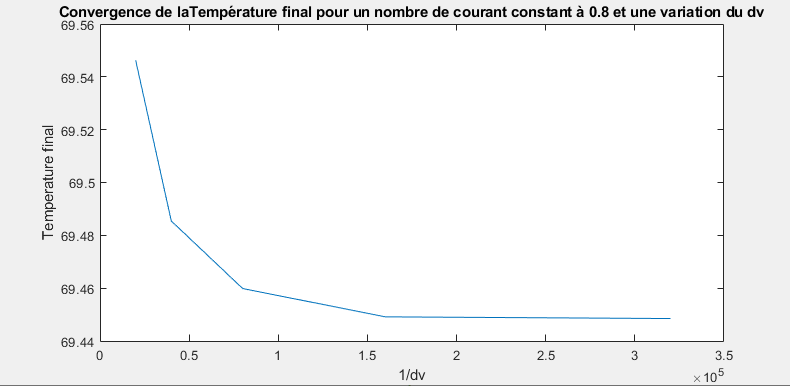 Convergence de laTempérature final pour un nombre de courant constant à 0.8 et une variation du dv
69.56
69.54
69.52
69.5
69.48
69.46
69.44
Temperature final
0 0.5 1 1.5 2 2.5 3 3.5
1/dv
×10⁵